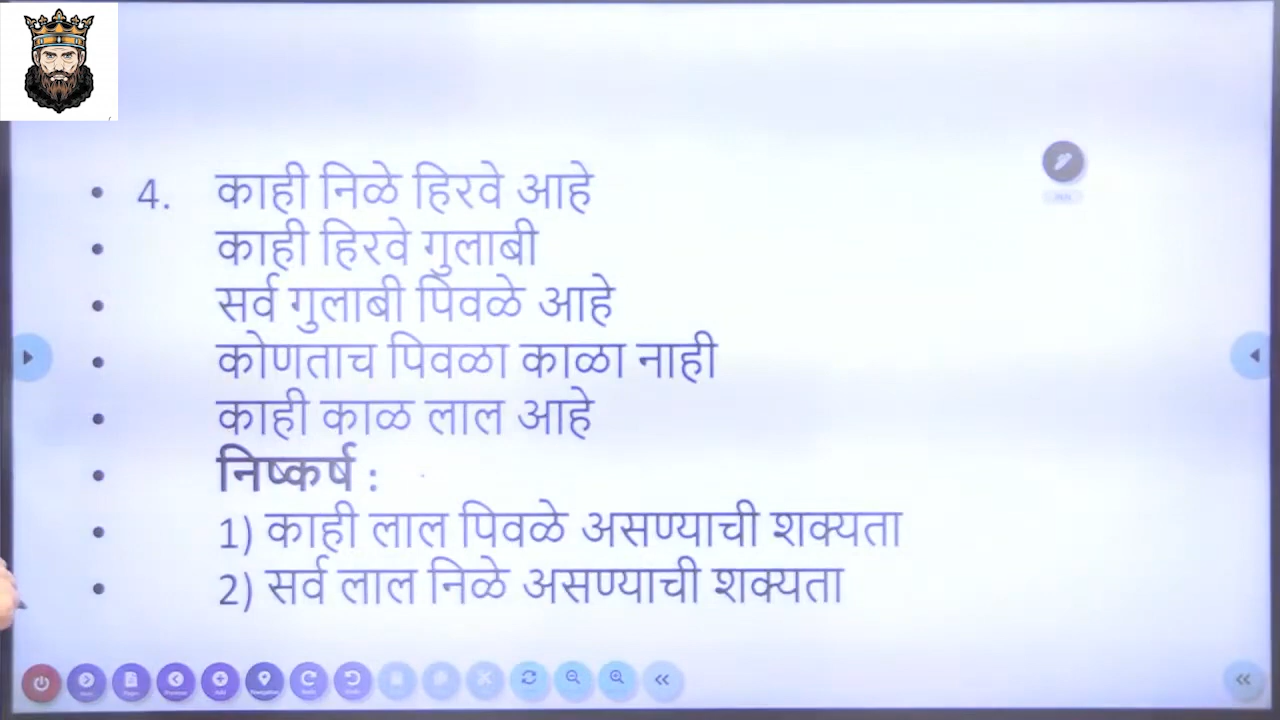 4. काही निळे हिरवे आहे
काही हिरवे गुलाबी
सर्व गुलाबी पिवळे आहे
कोणताच पिवळा काळा नाही
काही काळ लाल आहे
निष्कर्ष :
1) काही लाल पिवळे असण्याची शक्यता
2) सर्व लाल निळे असण्याची शक्यता